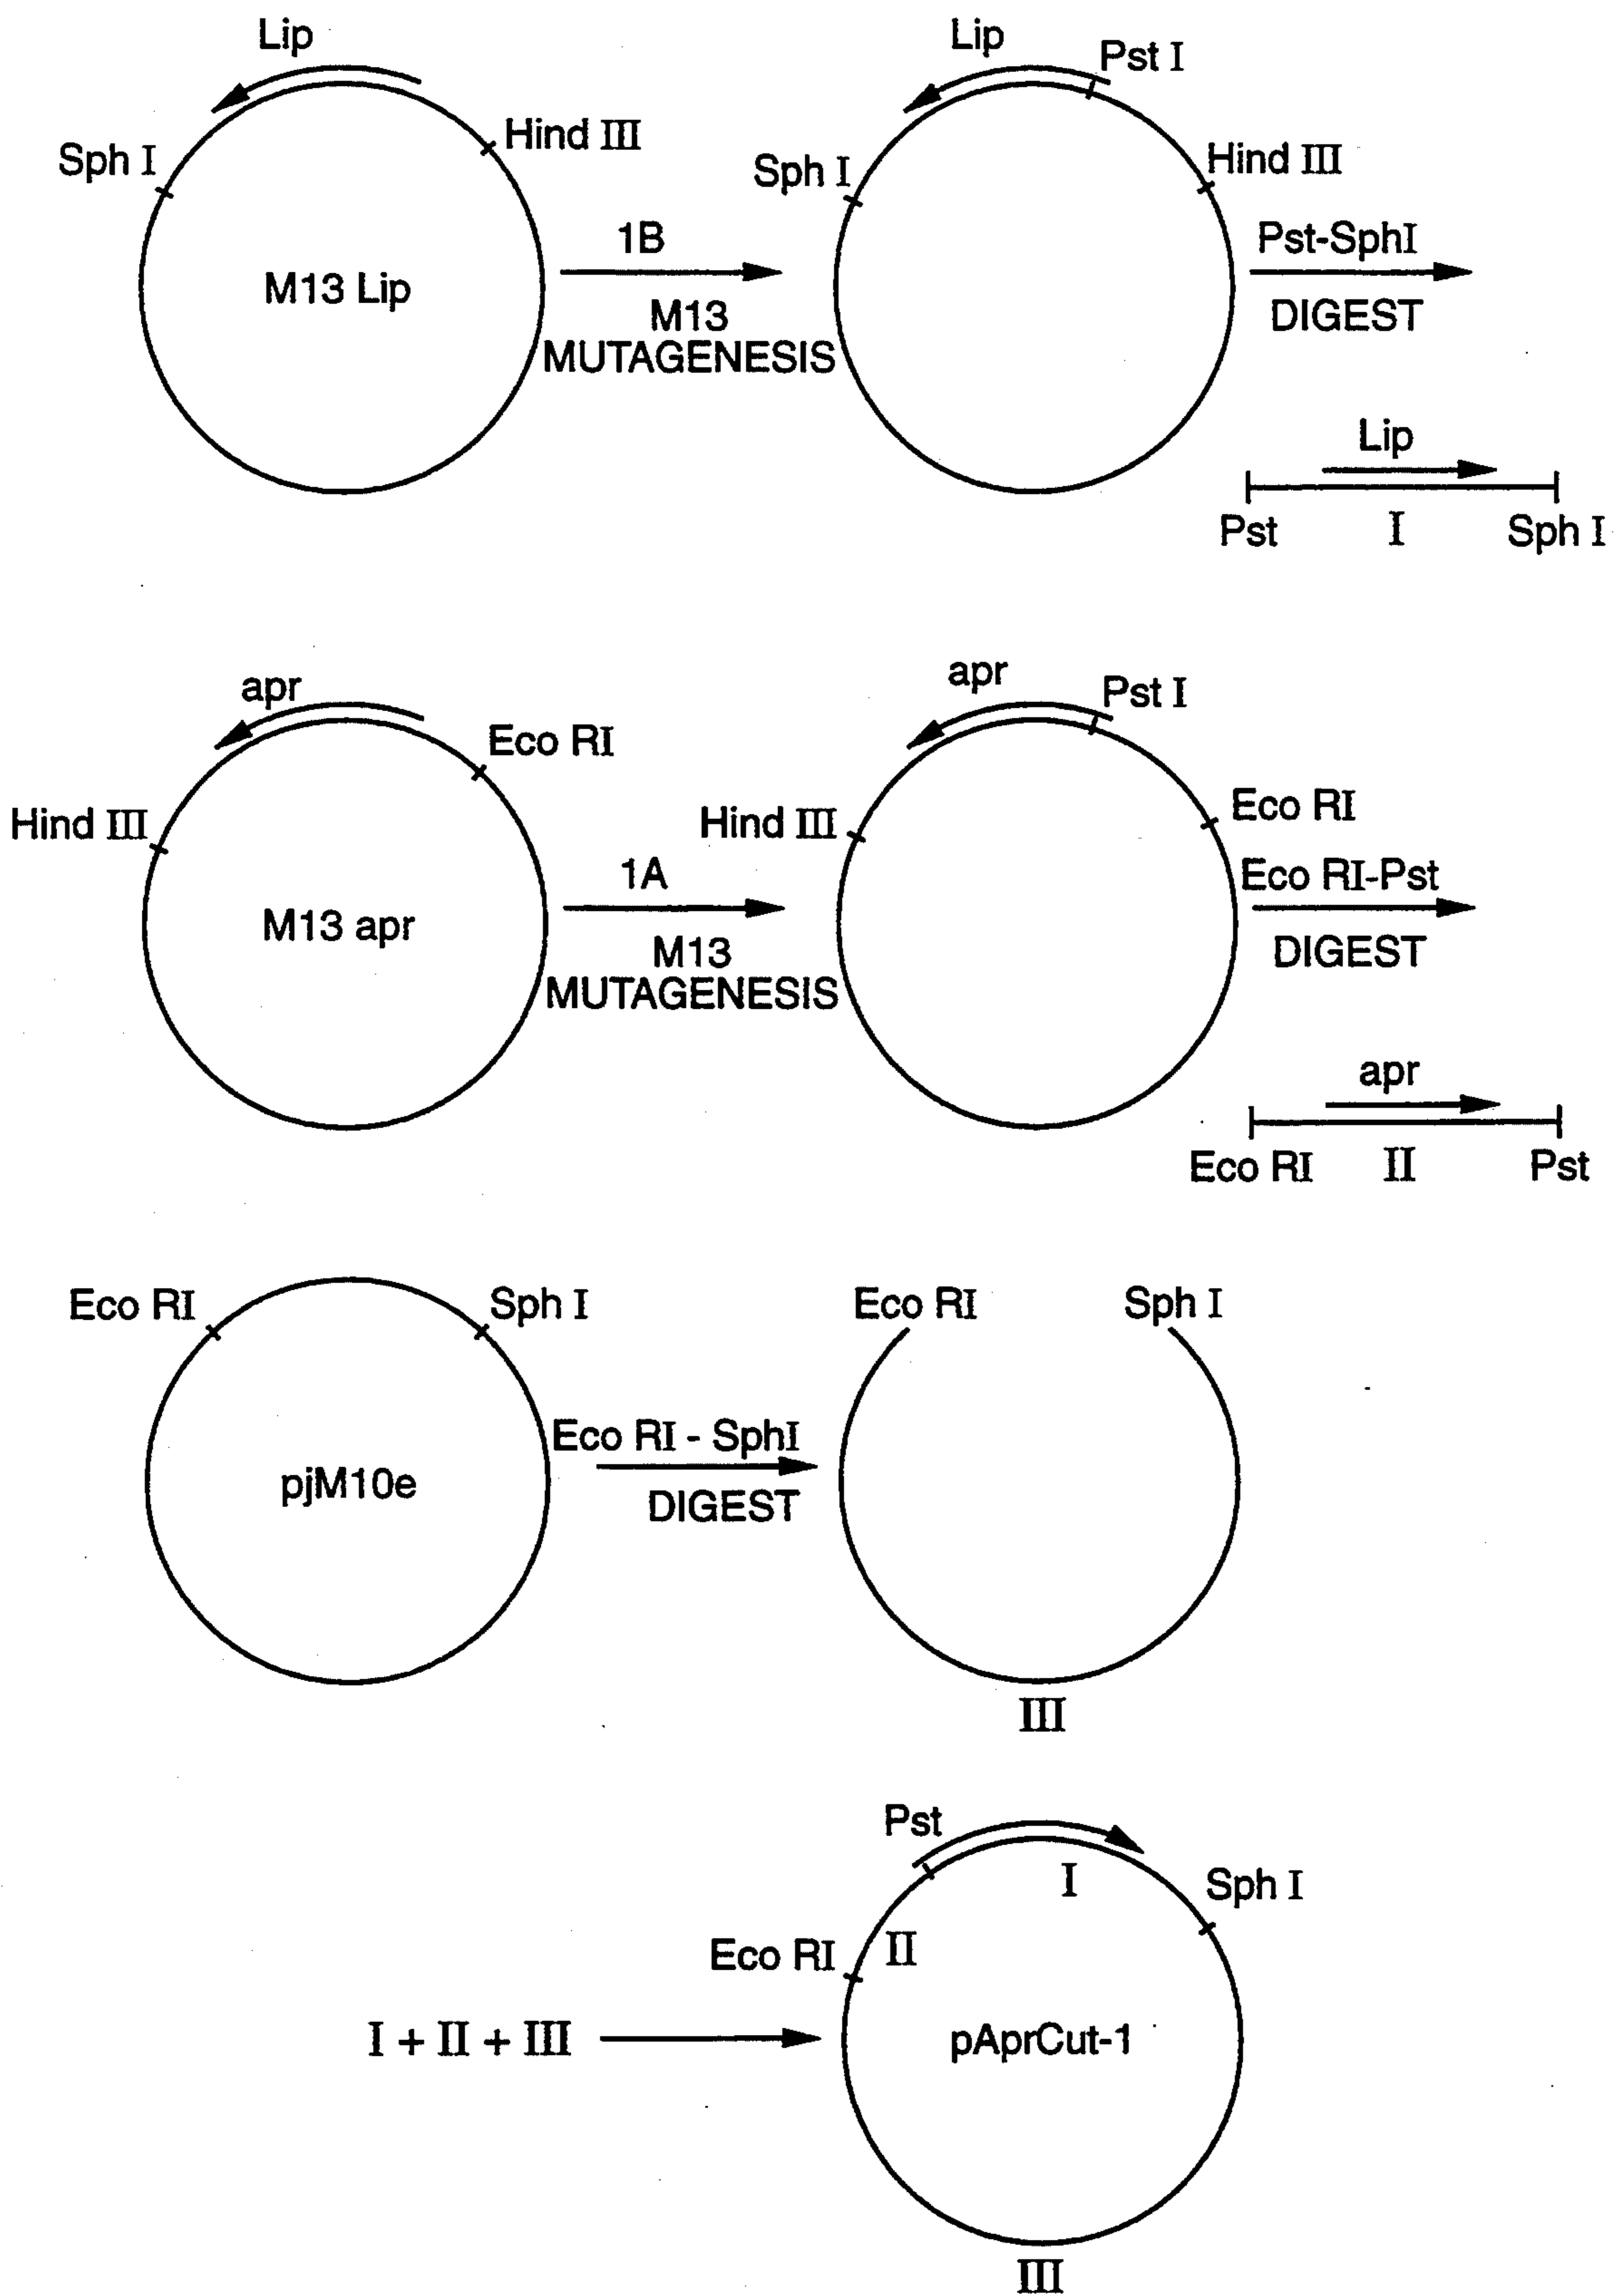 Lip
Sph I
Hind III
M13 Lip
1B
M13
MUTAGENESIS
Lip
Pst I
Sph I
Hind III
Pst-SphI
DIGEST
Lip
Pst
I
Sph I
apr
Eco RI
Hind III
M13 apr
1A
M13
MUTAGENESIS
apr
Pst I
Hind III
Eco RI
Eco RI-Pst
DIGEST
apr
Eco RI
II
Pst
Eco RI
Sph I
pjM10e
Eco RI - SphI
DIGEST
Eco RI
Sph I
III
I + II + III
Pst
I
Sph I
Eco RI
II
pAprCut-1
III